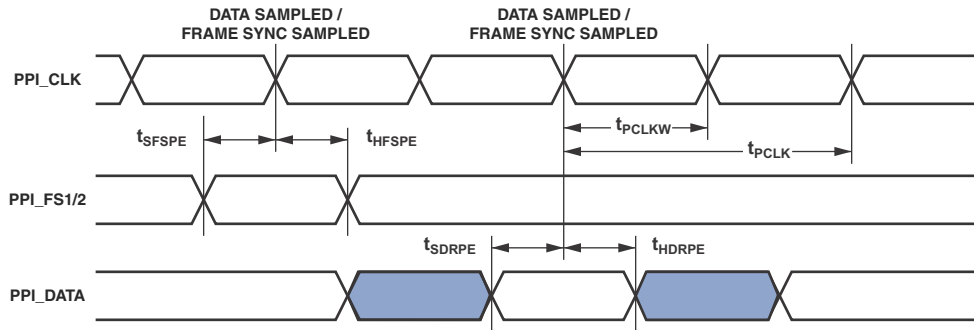 DATA SAMPLED /
FRAME SYNC SAMPLED
DATA SAMPLED /
FRAME SYNC SAMPLED
PPI_CLK
tSFSPE
tHFSPE
tPCLKW
tPCLK
PPI_FS1/2
tSDRPE
tHDRPE
PPI_DATA